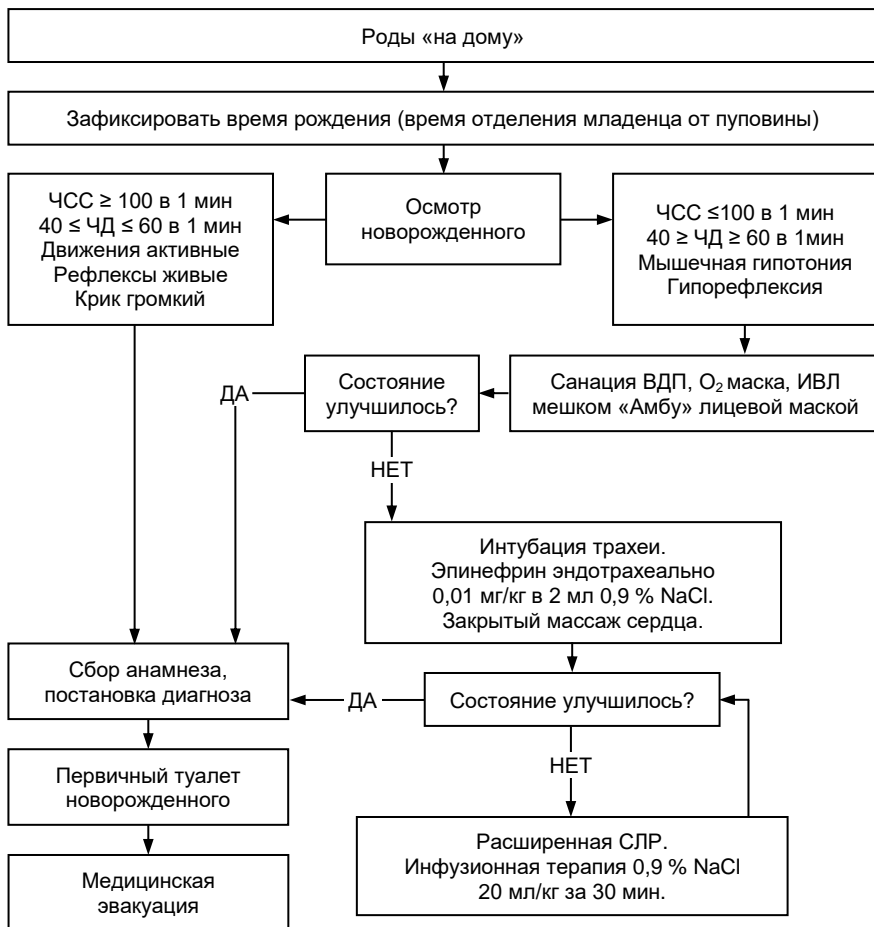 Роды «на дому»
Зафиксировать время рождения (время отделения младенца от пуповины)
ЧСС ≥ 100 в 1 мин
40 ≤ ЧД ≤ 60 в 1 мин
Движения активные
Рефлексы живые
Крик громкий
Осмотр
новорожденного
ЧСС ≤100 в 1 мин
40 ≥ ЧД ≥ 60 в 1мин
Мышечная гипотония
Гипорефлексия
Санация ВДП, O₂ маска, ИВЛ
мешком «Амбу» лицевой маской
Состояние
улучшилось?
ДА
НЕТ
Интубация трахеи.
Эпинефрин эндотрахеально
0,01 мг/кг в 2 мл 0,9 % NaCl.
Закрытый массаж сердца.
Состояние улучшилось?
ДА
НЕТ
Сбор анамнеза,
постановка диагноза
Первичный туалет
новорожденного
Медицинская
эвакуация
Расширенная СЛР.
Инфузионная терапия 0,9 % NaCl
20 мл/кг за 30 мин.